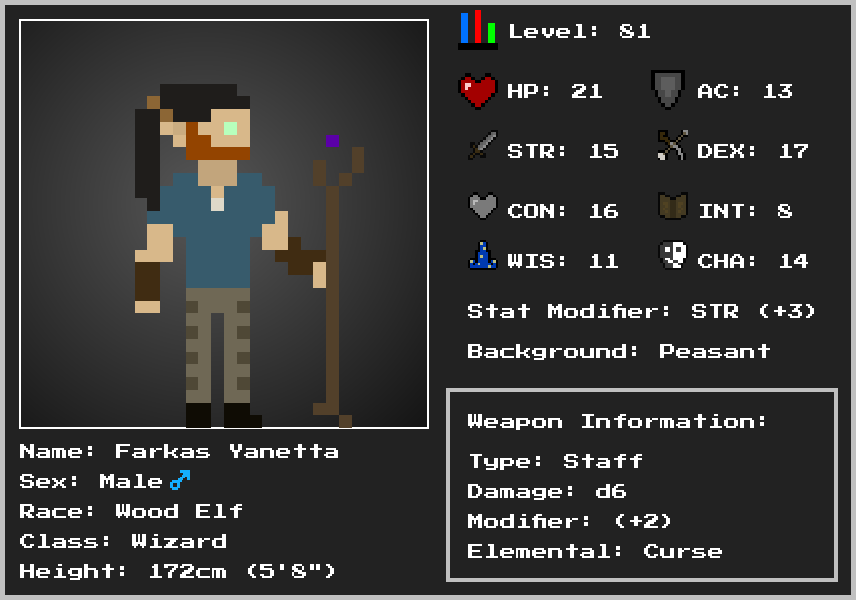 Level: 81
HP: 21 AC: 13
STR: 15 DEX: 17
CON: 16 INT: 8
WIS: 11 CHA: 14
Stat Modifier: STR (+3)
Background: Peasant
Weapon Information:
Type: Staff
Damage: d6
Modifier: (+2)
Elemental: Curse
Name: Farkas Yanetta
Sex: Male♂
Race: Wood Elf
Class: Wizard
Height: 172cm (5'8")